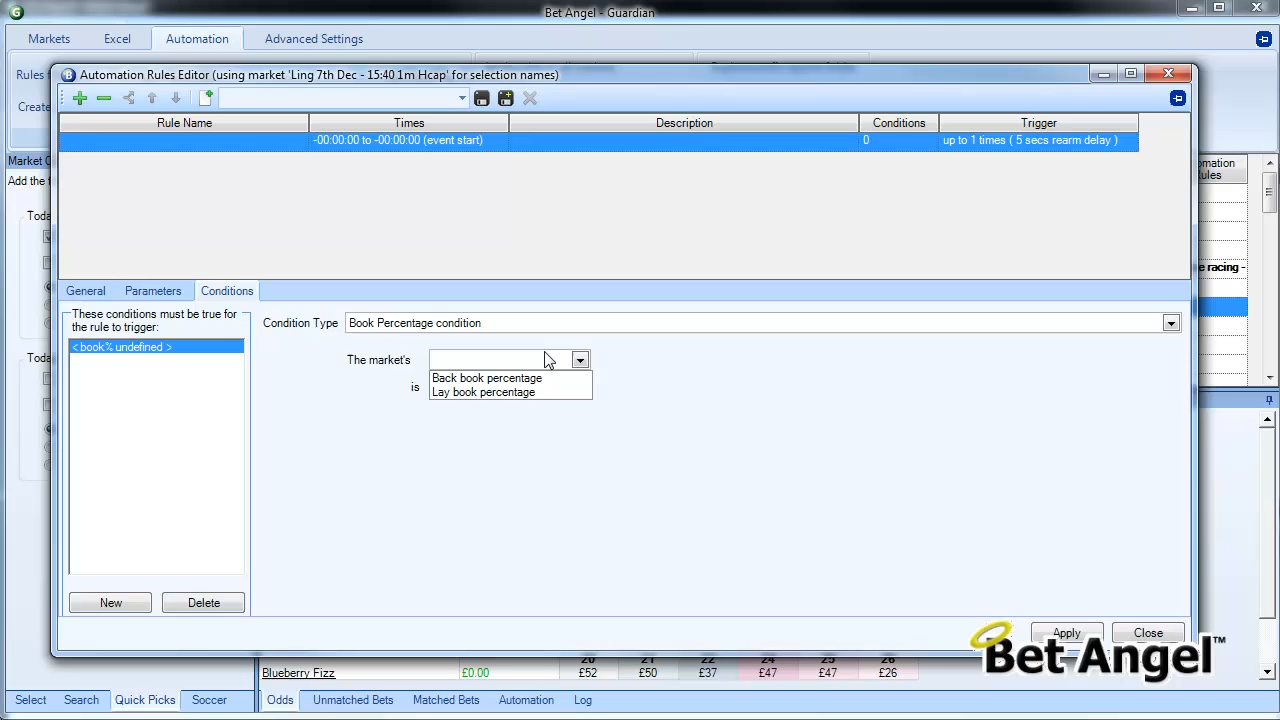 Bet Angel - Guardian
Markets
Excel
Automation
Advanced Settings
Rules f
Create
Automation Rules Editor (using market 'Ling 7th Dec - 15:40 1m Hcap' for selection names)
Rule Name
Times
Description
Conditions
Trigger
-00:00:00 to -00:00:00 (event start)
0
up to 1 times ( 5 secs rearm delay )
Market C
Add the f
Toda
Toda
omation
Rules
e racing -
General
Parameters
Conditions
These conditions must be true for
the rule to trigger:
< book% undefined >
New
Delete
Condition Type
Book Percentage condition
The market's
Back book percentage
Lay book percentage
is
Apply
Close
Bet Angel™
Blueberry Fizz
£0.00
£52
21
£50
22
£37
24
£47
25
£47
£26
Select
Search
Quick Picks
Soccer
Odds
Unmatched Bets
Matched Bets
Automation
Log